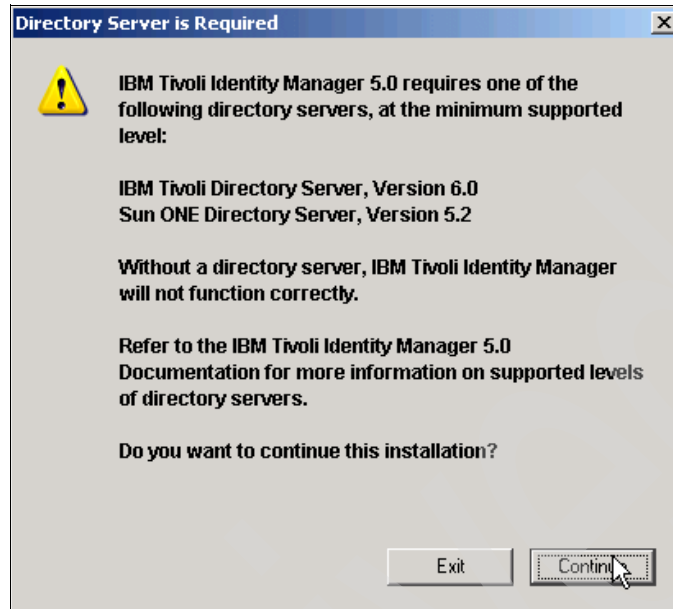 Directory Server is Required
IBM Tivoli Identity Manager 5.0 requires one of the
following directory servers, at the minimum supported
level:
IBM Tivoli Directory Server, Version 6.0
Sun ONE Directory Server, Version 5.2
Without a directory server, IBM Tivoli Identity Manager
will not function correctly.
Refer to the IBM Tivoli Identity Manager 5.0
Documentation for more information on supported levels
of directory servers.
Do you want to continue this installation?
Exit
Continue